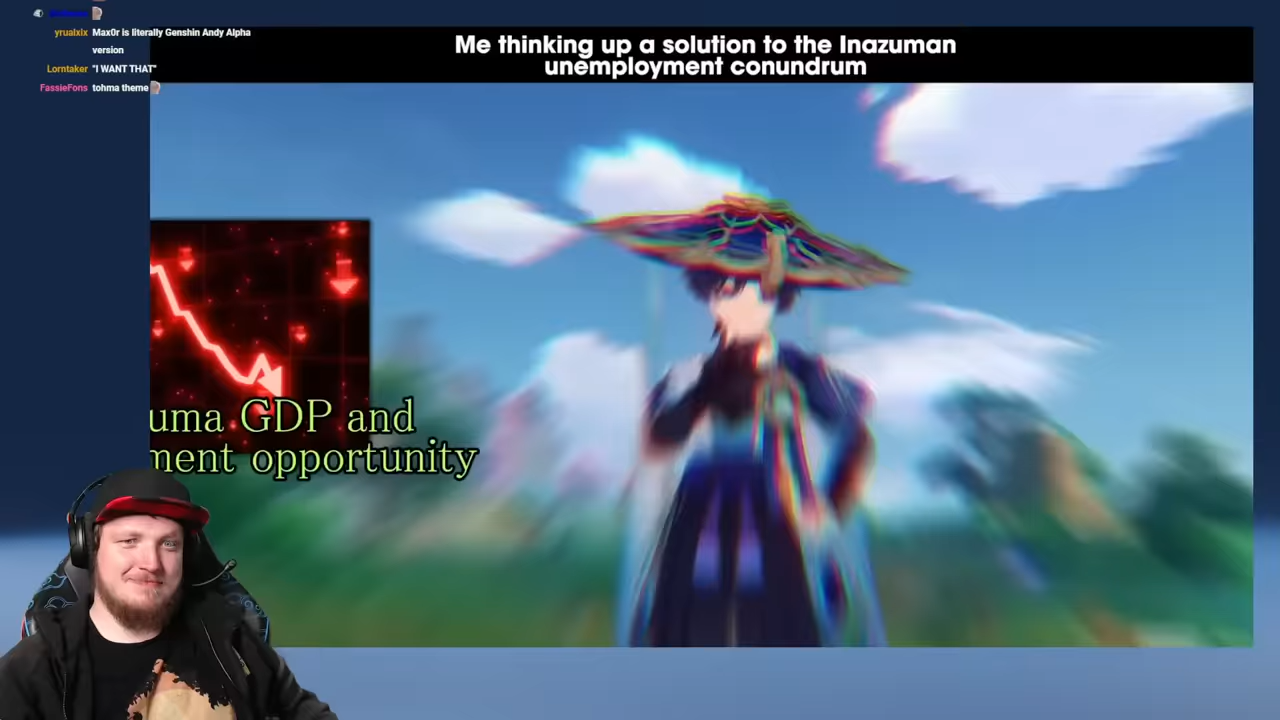 yrualxlx Max0r is literally Genshin Andy Alpha
version
Lorntaker "I WANT THAT"
FassieFons tohma theme
Me thinking up a solution to the Inazuman
unemployment conundrum
uma GDP and
ment opportunity